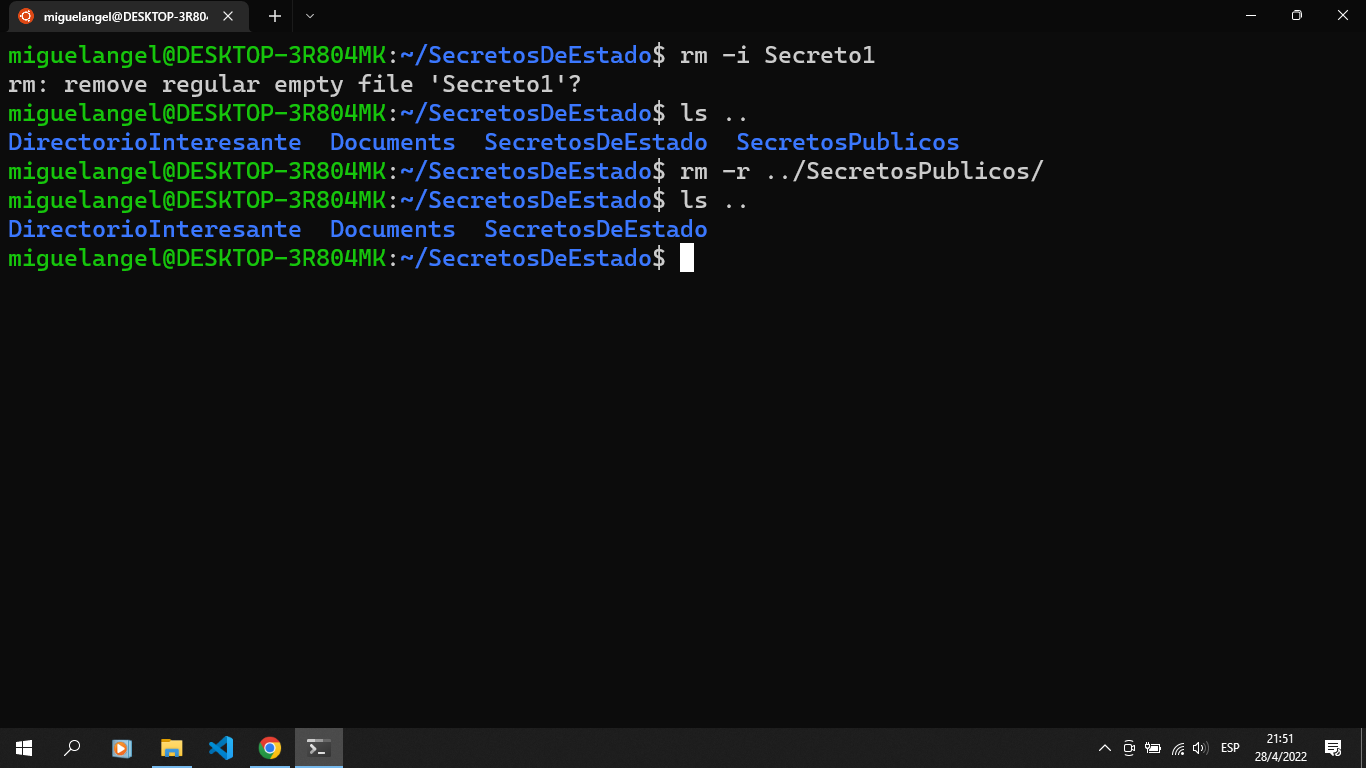 miguelangel@DESKTOP-3R804
miguelangel@DESKTOP-3R804MK:~/SecretosDeEstado$ rm -i Secreto1
rm: remove regular empty file 'Secreto1'?
miguelangel@DESKTOP-3R804MK:~/SecretosDeEstado$ ls ..
DirectorioInteresante  Documents  SecretosDeEstado  SecretosPublicos
miguelangel@DESKTOP-3R804MK:~/SecretosDeEstado$ rm -r ../SecretosPublicos/
miguelangel@DESKTOP-3R804MK:~/SecretosDeEstado$ ls ..
DirectorioInteresante  Documents  SecretosDeEstado
miguelangel@DESKTOP-3R804MK:~/SecretosDeEstado$
ESP
21:51
28/4/2022